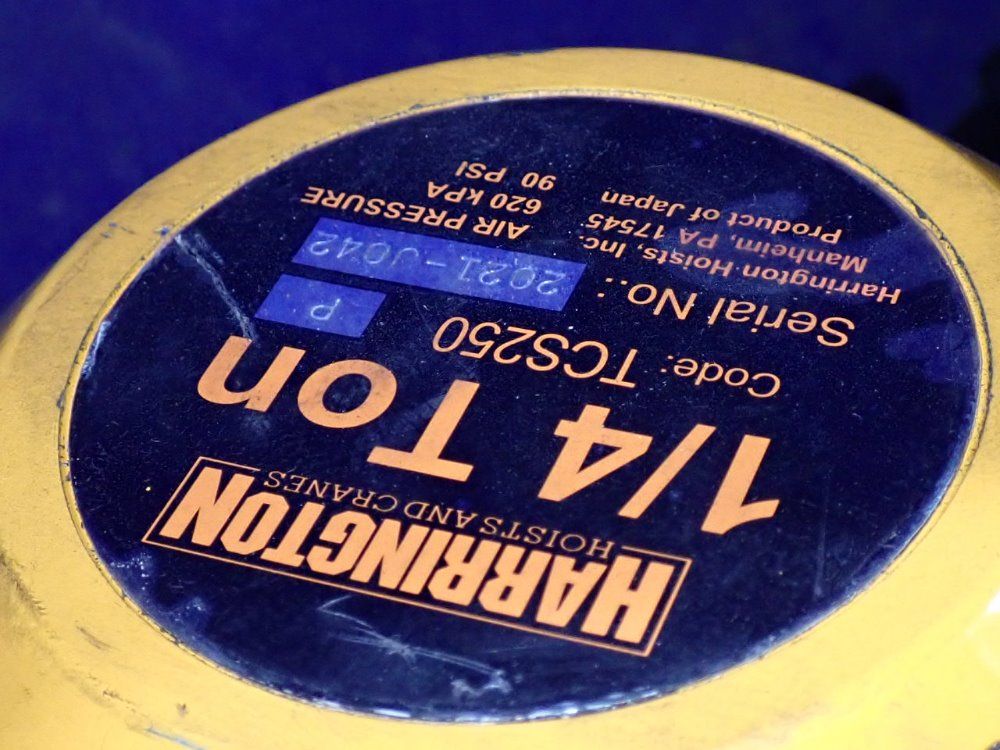 HARRINGTON
HOISTS AND CRANES
1/4 Ton
Code: TCS250 P
Serial No.: 2021-J042
Harrington Hoists, Inc.
Manheim, PA 17545
Product of Japan
AIR PRESSURE
620 kPA
90 PSI